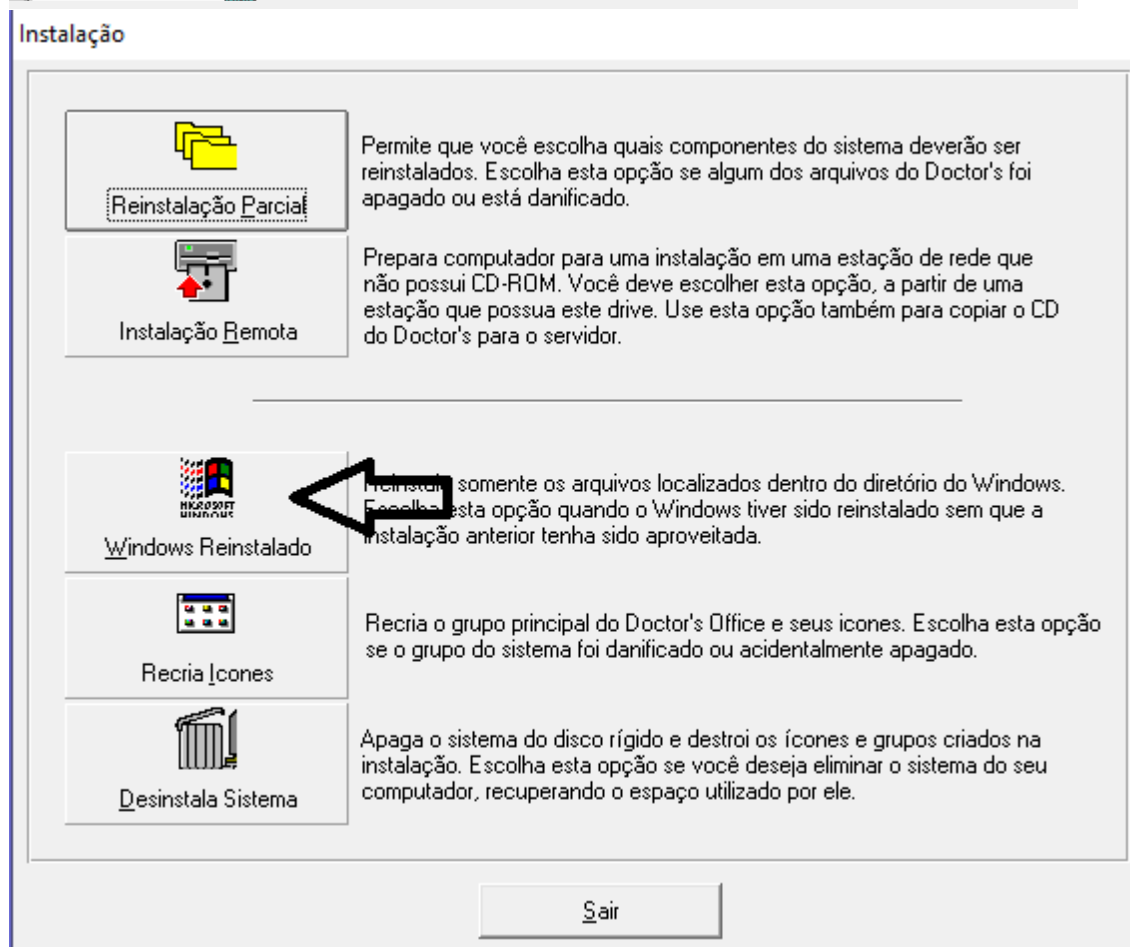 Instalação
Permite que você escolha quais componentes do sistema deverão ser
reinstalados. Escolha esta opção se algum dos arquivos do Doctor's foi
apagado ou está danificado.
Reinstalação Parcial
Prepara computador para uma instalação em uma estação de rede que
não possui CD-ROM. Você deve escolher esta opção, a partir de uma
estação que possua este drive. Use esta opção também para copiar o CD
do Doctor's para o servidor.
Instalação Remota
MICROSOFT
WINDOWS
Windows Reinstalado
somente os arquivos localizados dentro do diretório do Windows.
esta opção quando o Windows tiver sido reinstalado sem que a
instalação anterior tenha sido aproveitada.
Recria Icones
Recria o grupo principal do Doctor's Office e seus icones. Escolha esta opção
se o grupo do sistema foi danificado ou acidentalmente apagado.
Desinstala Sistema
Apaga o sistema do disco rígido e destroi os ícones e grupos criados na
instalação. Escolha esta opção se você deseja eliminar o sistema do seu
computador, recuperando o espaço utilizado por ele.
Sair